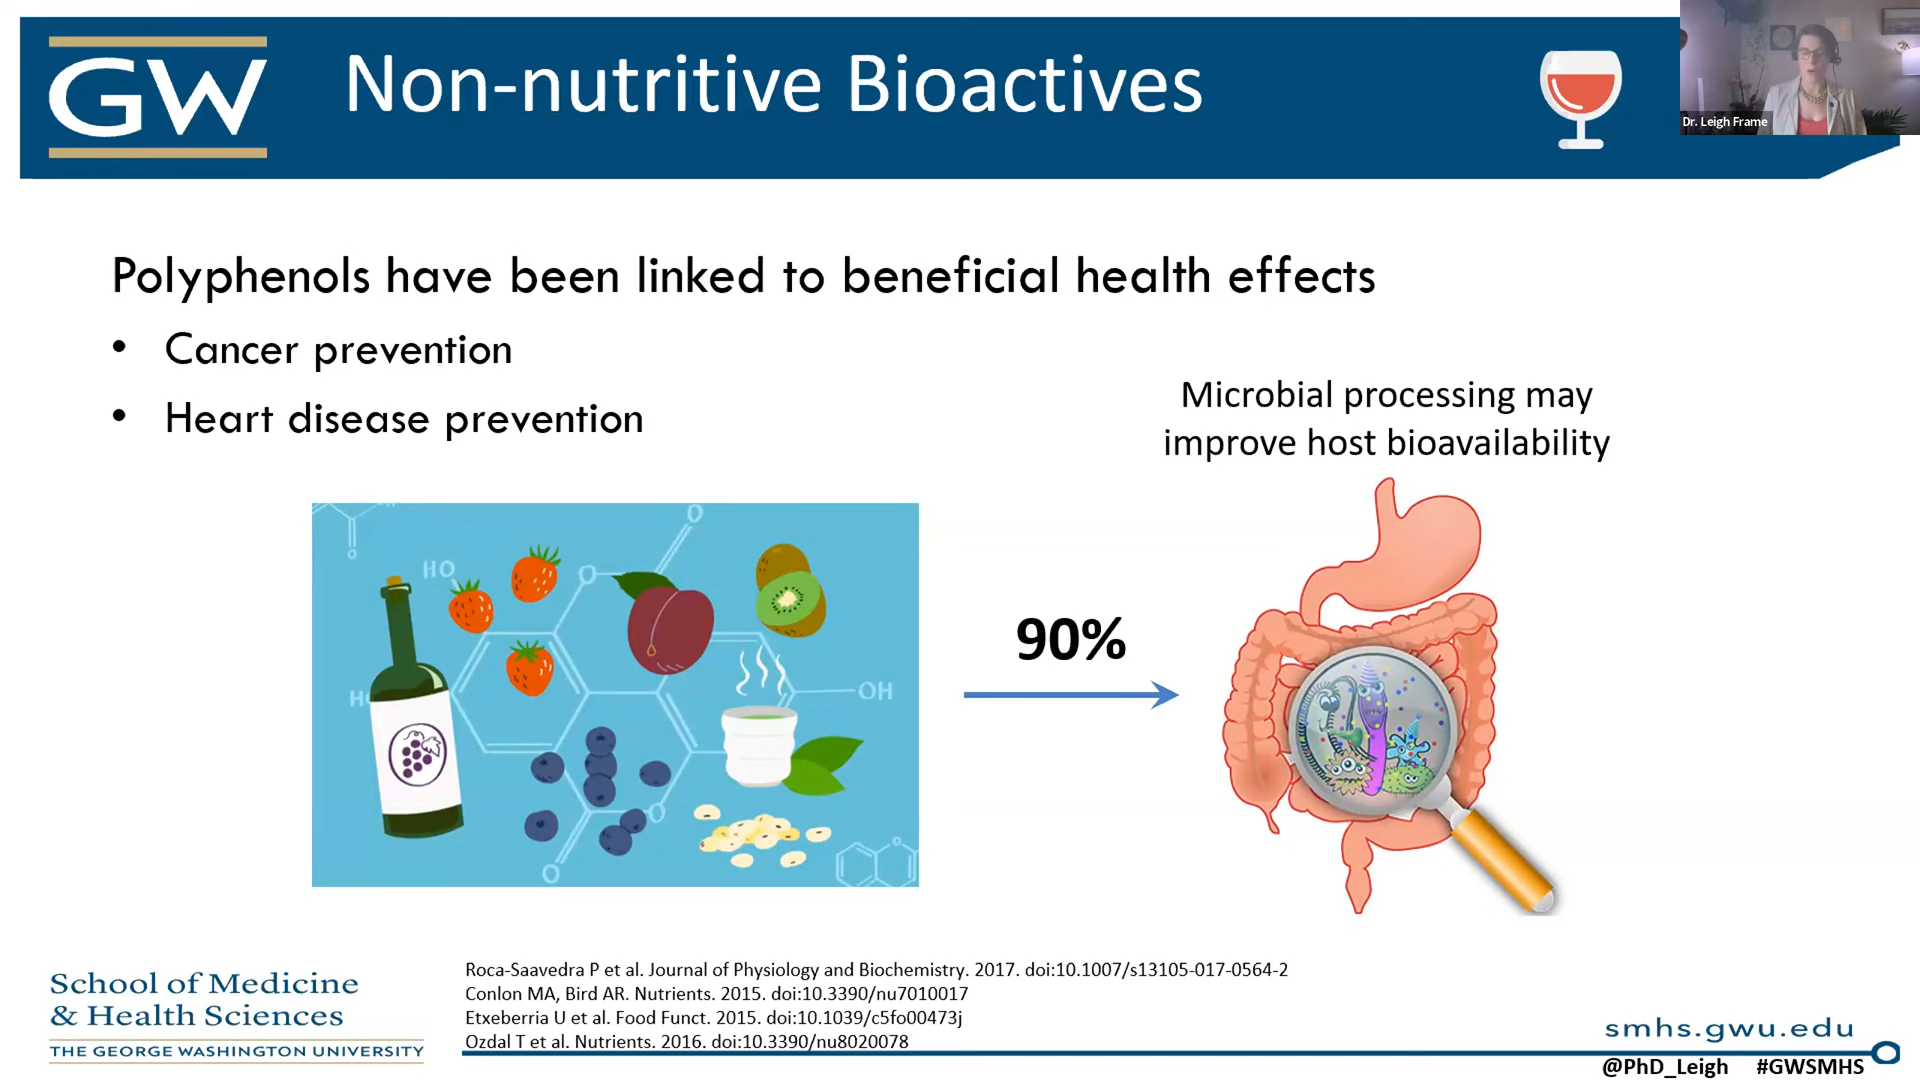 GW
Non-nutritive Bioactives
Dr. Leigh Frame
Polyphenols have been linked to beneficial health effects
• Cancer prevention
• Heart disease prevention
Microbial processing may
improve host bioavailability
O
HO
O
O
OH
H
O
O
O
90%
School of Medicine
& Health Sciences
THE GEORGE WASHINGTON UNIVERSITY
Roca-Saavedra P et al. Journal of Physiology and Biochemistry. 2017. doi:10.1007/s13105-017-0564-2
Conlon MA, Bird AR. Nutrients. 2015. doi:10.3390/nu7010017
Etxeberria U et al. Food Funct. 2015. doi:10.1039/c5fo00473j
Ozdal T et al. Nutrients. 2016. doi:10.3390/nu8020078
smhs.gwu.edu
@PhD_Leigh #GWSMHS